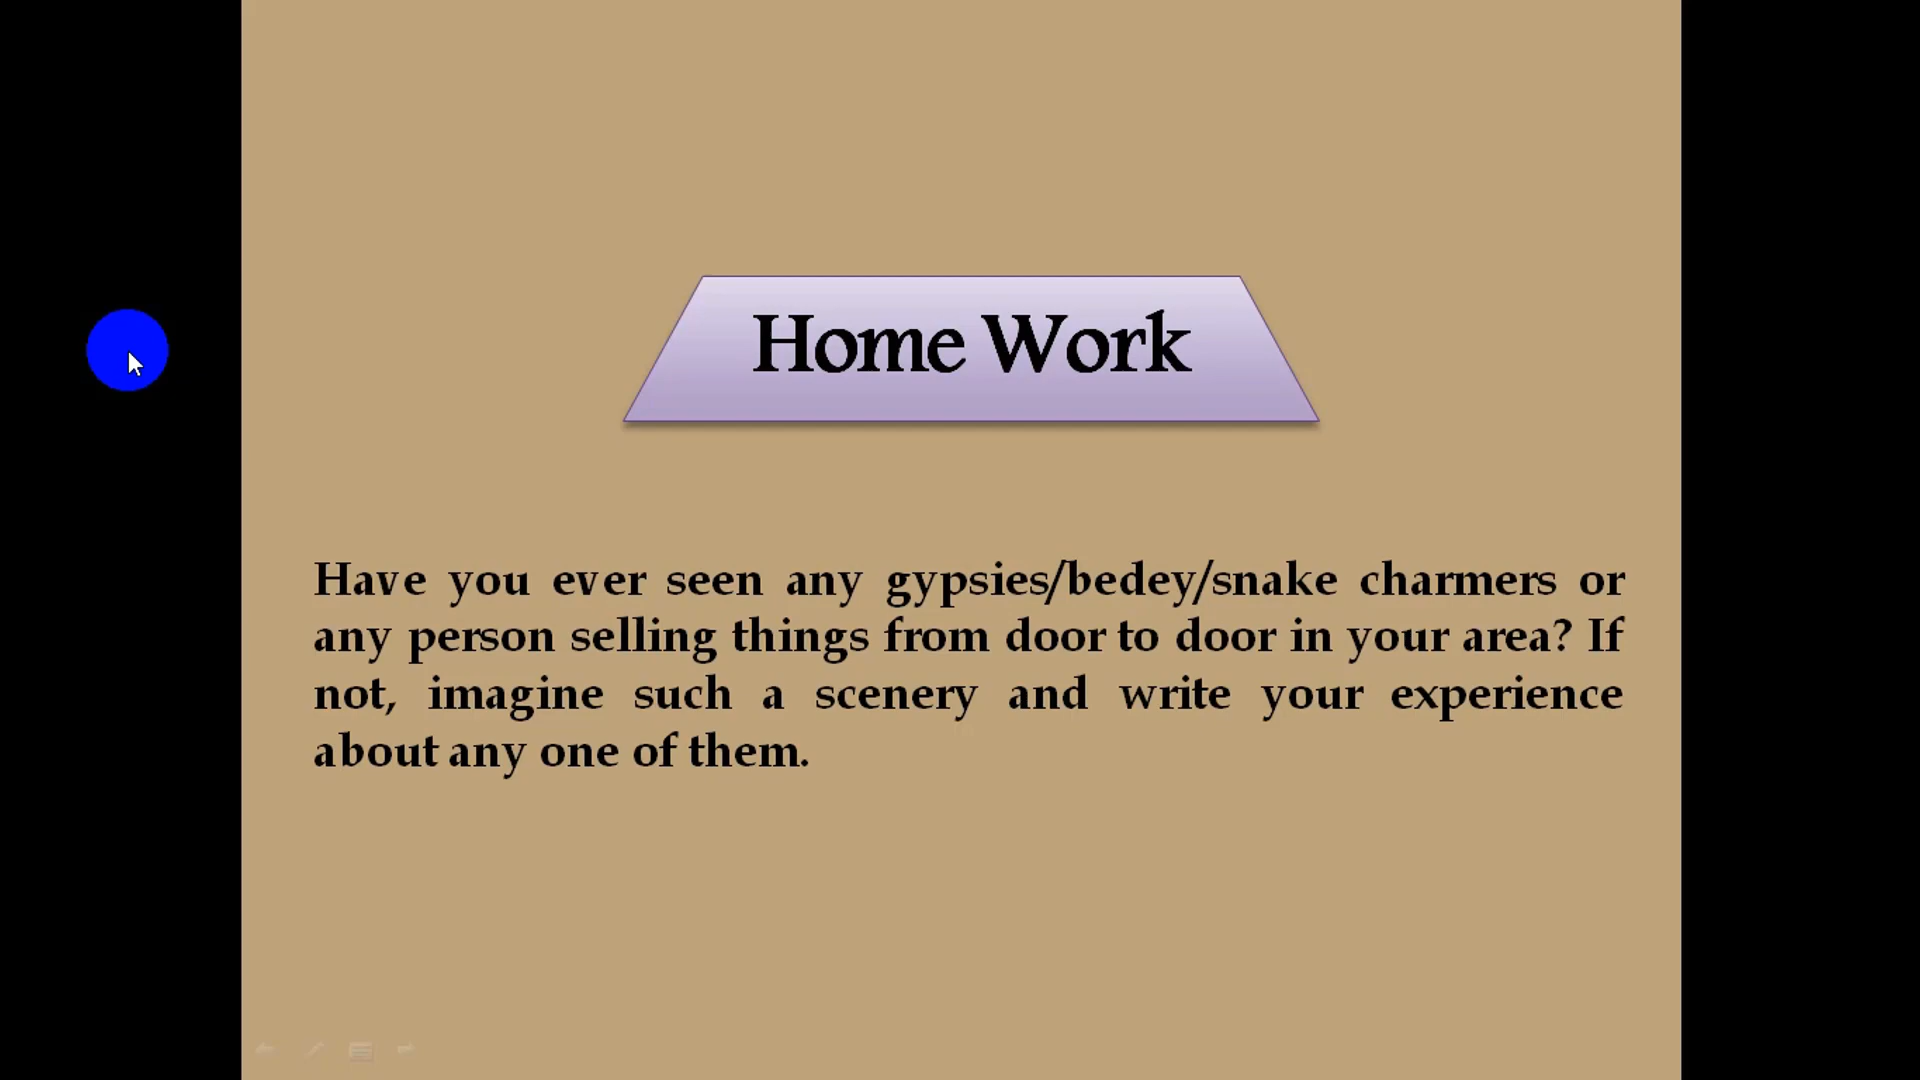 Home Work
Have you ever seen any gypsies/bedey/snake charmers or
any person selling things from door to door in your area? If
not, imagine such a scenery and write your experience
about any one of them.